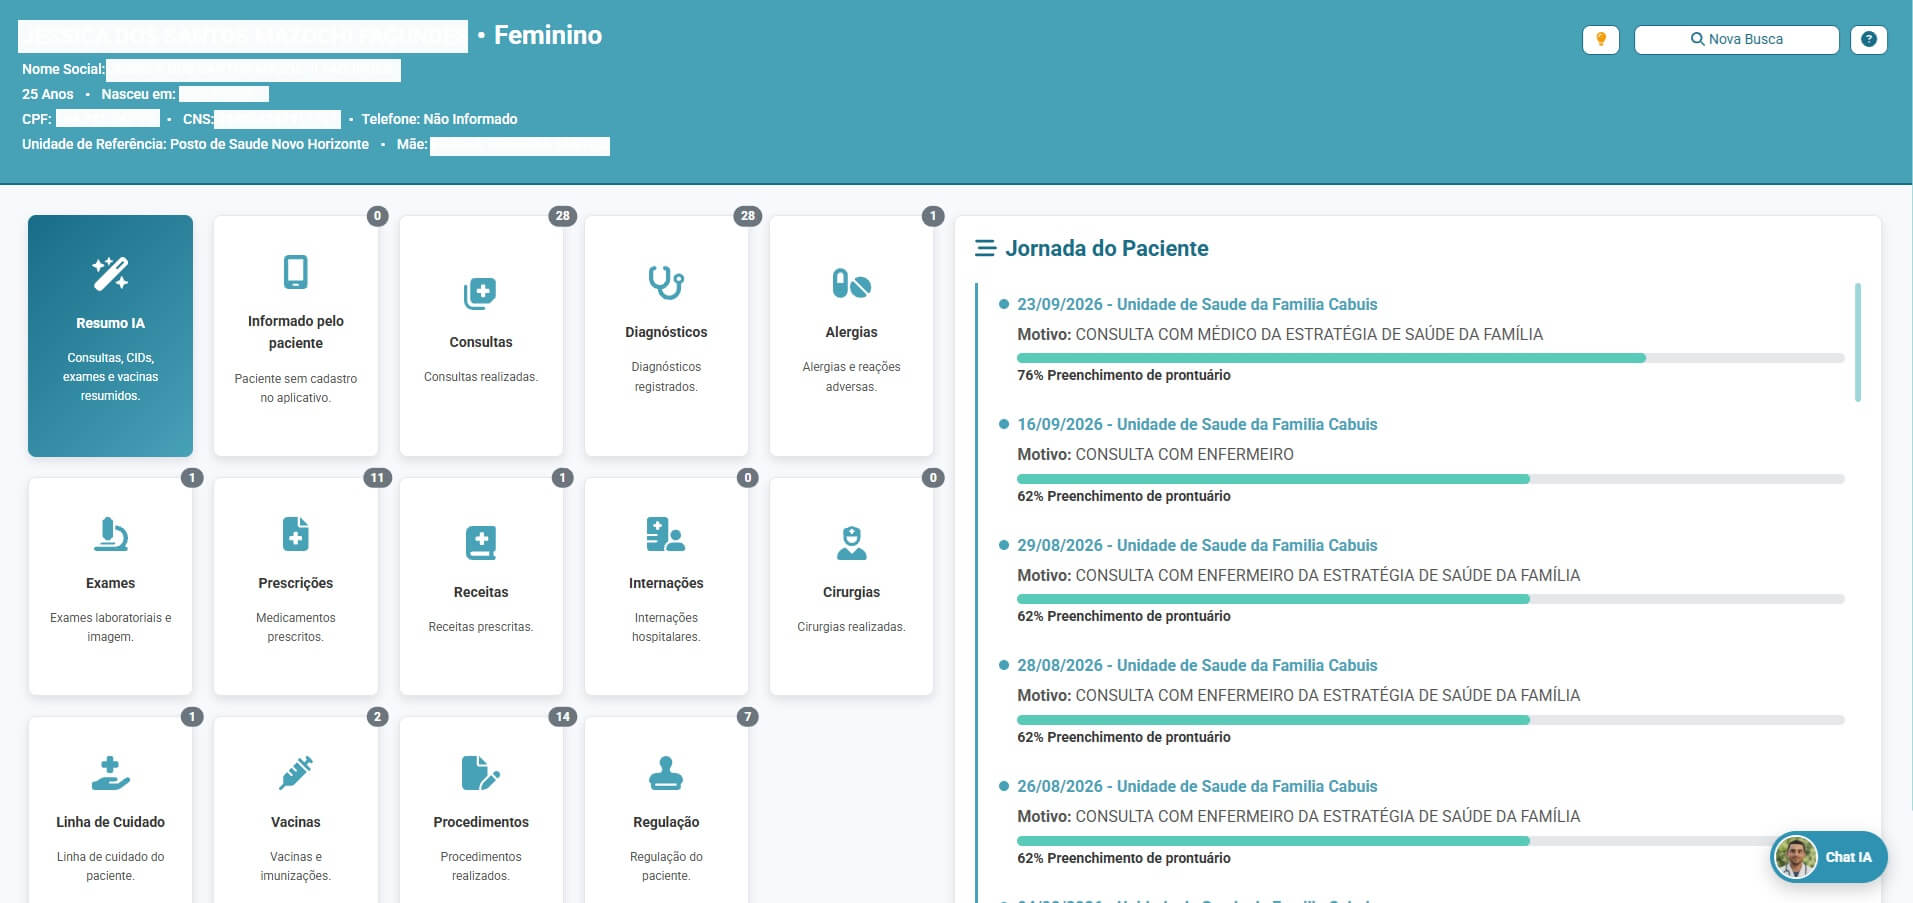 • Feminino
Nova Busca
Nome Social:
25 Anos • Nasceu em:
CPF: • CNS: • Telefone: Não Informado
Unidade de Referência: Posto de Saude Novo Horizonte • Mãe:
Resumo IA
Consultas, CIDs,
exames e vacinas
resumidos.
0
Informado pelo
paciente
Paciente sem cadastro
no aplicativo.
28
Consultas
Consultas realizadas.
28
Diagnósticos
Diagnósticos
registrados.
1
Alergias
Alergias e reações
adversas.
1
Exames
Exames laboratoriais e
imagem.
11
Prescrições
Medicamentos
prescritos.
1
Receitas
Receitas prescritas.
0
Internações
Internações
hospitalares.
0
Cirurgias
Cirurgias realizadas.
1
Linha de Cuidado
Linha de cuidado do
paciente.
2
Vacinas
Vacinas e
imunizações.
14
Procedimentos
Procedimentos
realizados.
7
Regulação
Regulação do
paciente.
Jornada do Paciente
23/09/2026 - Unidade de Saude da Familia Cabuis
Motivo: CONSULTA COM MÉDICO DA ESTRATÉGIA DE SAÚDE DA FAMÍLIA
76% Preenchimento de prontuário
16/09/2026 - Unidade de Saude da Familia Cabuis
Motivo: CONSULTA COM ENFERMEIRO
62% Preenchimento de prontuário
29/08/2026 - Unidade de Saude da Familia Cabuis
Motivo: CONSULTA COM ENFERMEIRO DA ESTRATÉGIA DE SAÚDE DA FAMÍLIA
62% Preenchimento de prontuário
28/08/2026 - Unidade de Saude da Familia Cabuis
Motivo: CONSULTA COM ENFERMEIRO DA ESTRATÉGIA DE SAÚDE DA FAMÍLIA
62% Preenchimento de prontuário
26/08/2026 - Unidade de Saude da Familia Cabuis
Motivo: CONSULTA COM ENFERMEIRO DA ESTRATÉGIA DE SAÚDE DA FAMÍLIA
62% Preenchimento de prontuário
Chat IA